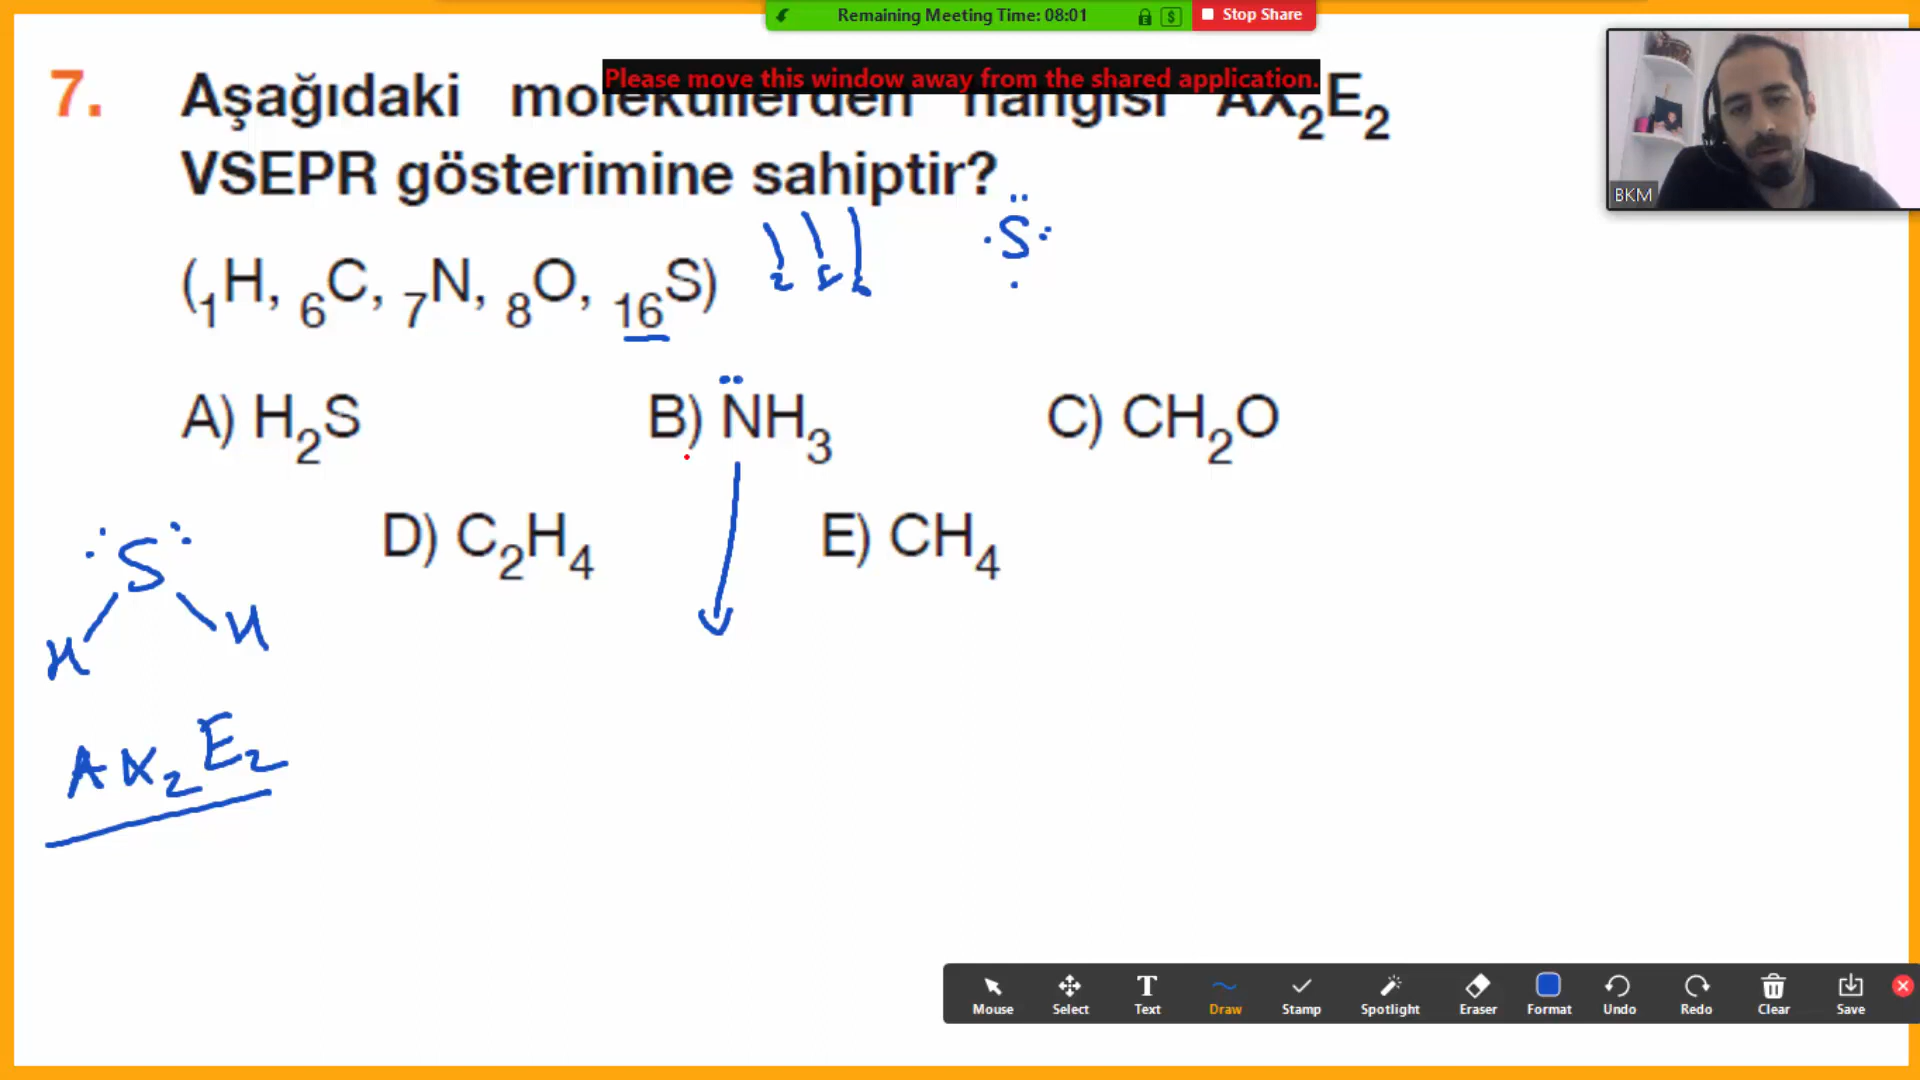 Remaining Meeting Time: 08:01
Stop Share
Please move this window away from the shared application.
7. Aşağıdaki moleküllerden hangisi AX2E2
VSEPR gösterimine sahiptir?
BKM
S
(1H, 6C, 7N, 8O, 16S)
A) H2S B) NH3 C) CH2O
D) C2H4 E) CH4
S
H H
AX2E2
Mouse Select Text Draw Stamp Spotlight Eraser Format Undo Redo Clear Save